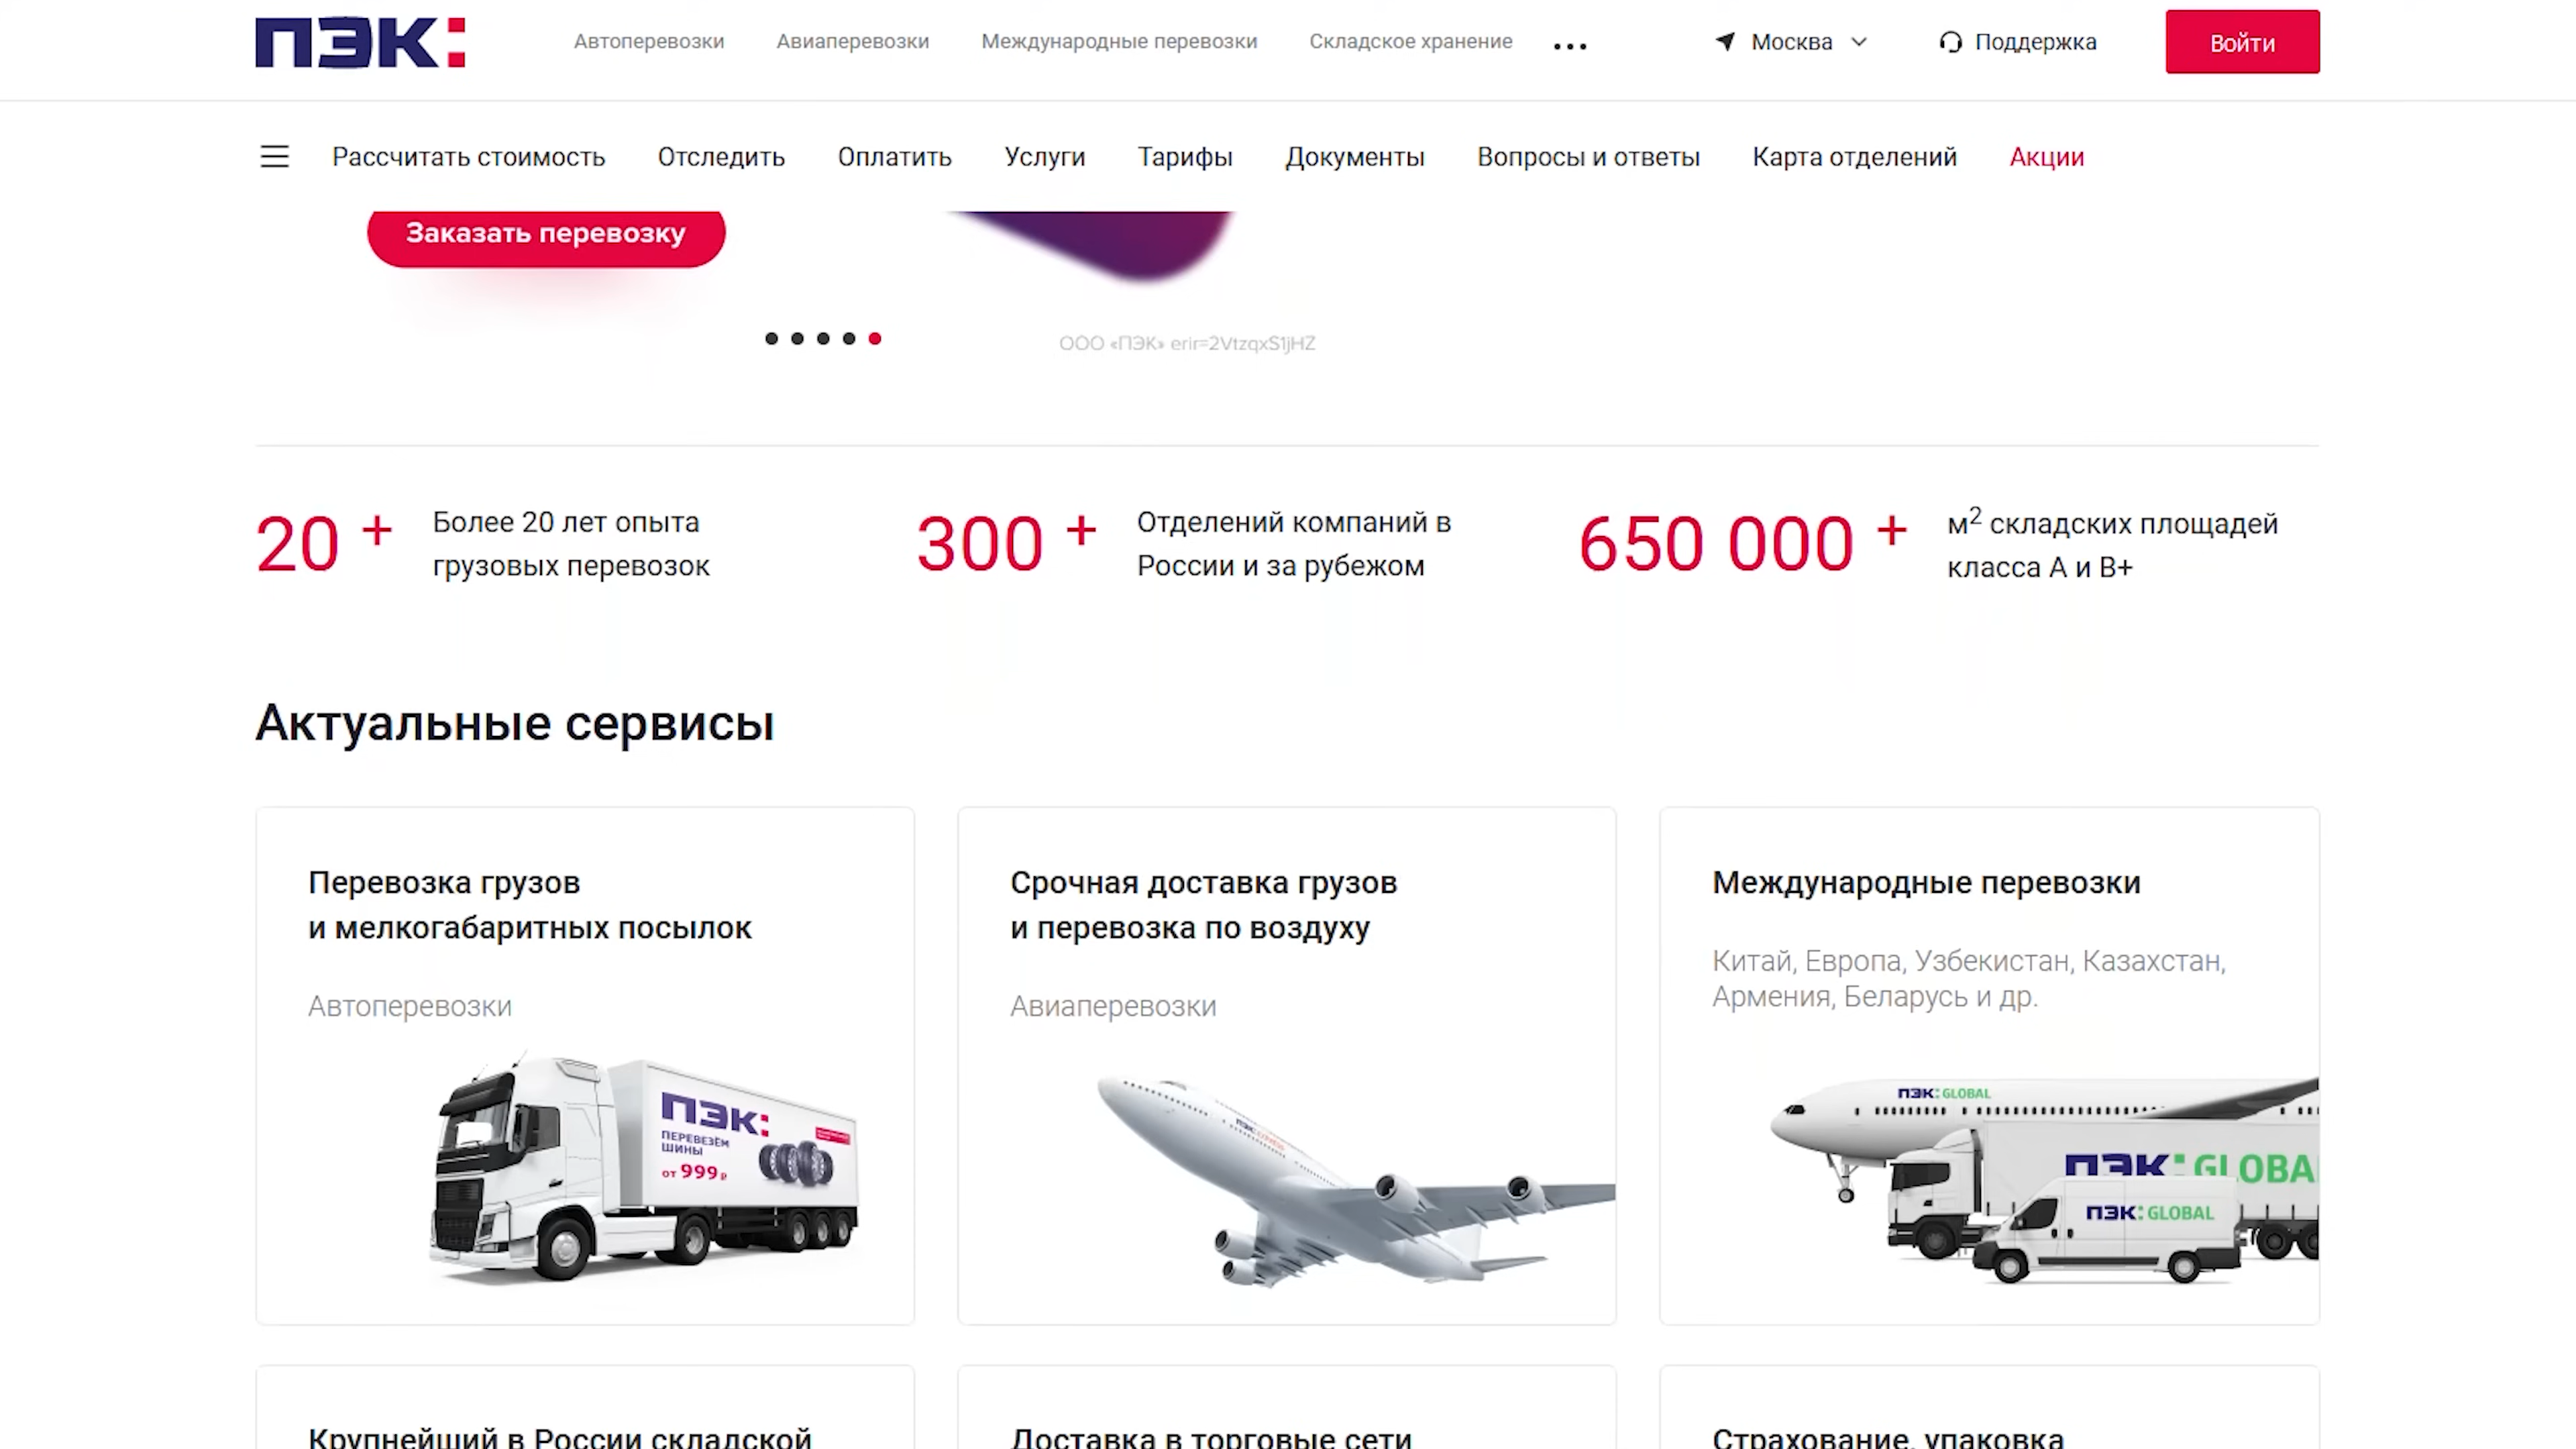 ПЭК:
Автоперевозки Авиаперевозки Международные перевозки Складское хранение ••• Москва Поддержка Войти
Рассчитать стоимость Отследить Оплатить Услуги Тарифы Документы Вопросы и ответы Карта отделений Акции
Заказать перевозку
ООО «ПЭК» erir=2VtzqxS1jHZ
20 + Более 20 лет опыта
грузовых перевозок
300 + Отделений компаний в
России и за рубежом
650 000 + м² складских площадей
класса А и В+
Актуальные сервисы
Перевозка грузов
и мелкогабаритных посылок
Автоперевозки
ПЭК:
ПЕРЕВЕЗЁМ
ШИНЫ
от 999 ₽
Срочная доставка грузов
и перевозка по воздуху
Авиаперевозки
Международные перевозки
Китай, Европа, Узбекистан, Казахстан,
Армения, Беларусь и др.
ПЭК:GLOBAL
ПЭК:GLOBA
ПЭК:GLOBAL
Крупнейший в России складской
Доставка в торговые сети
Страхование, упаковка